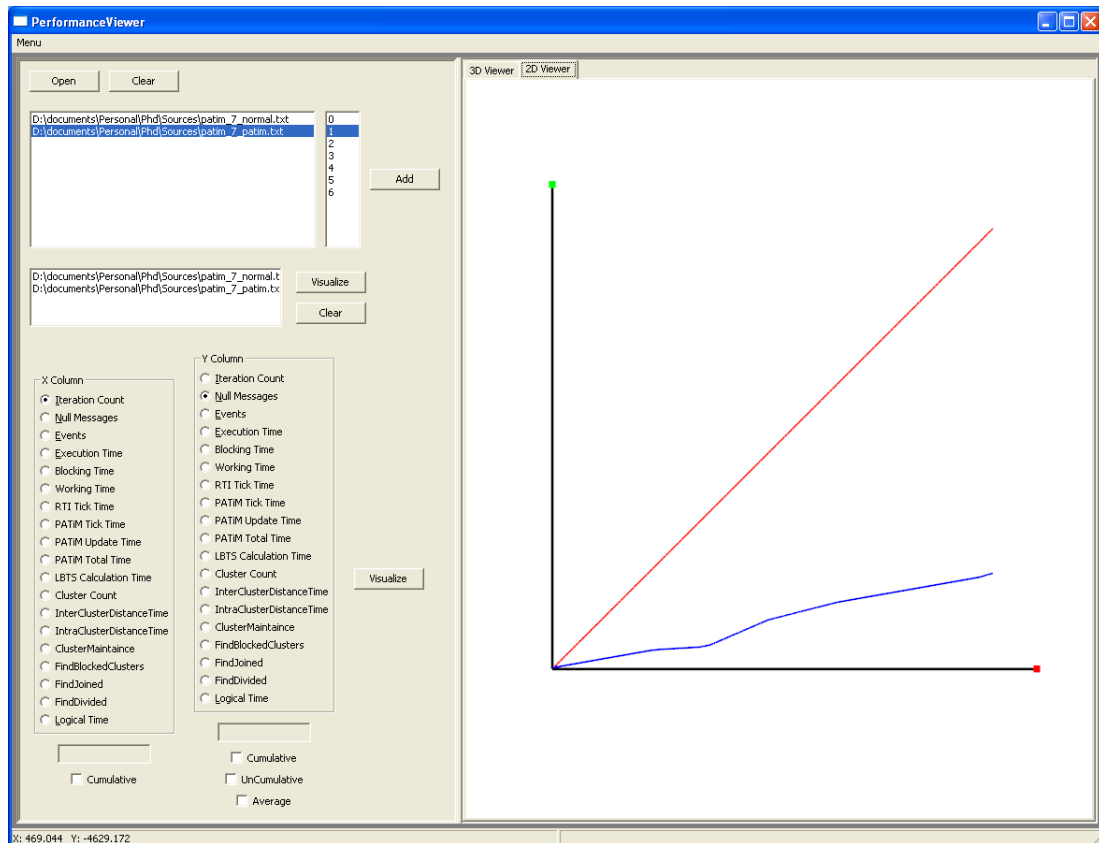 PerformanceViewer
Menu
Open Clear
D:\documents\Personal\Phd\Sources\patim_7_normal.txt
D:\documents\Personal\Phd\Sources\patim_7_patim.txt
0
1
2
3
4
5
6
Add
D:\documents\Personal\Phd\Sources\patim_7_normal.t
D:\documents\Personal\Phd\Sources\patim_7_patim.tx
Visualize
Clear
X Column
Iteration Count
Null Messages
Events
Execution Time
Blocking Time
Working Time
RTI Tick Time
PATiM Tick Time
PATiM Update Time
PATiM Total Time
LBTS Calculation Time
Cluster Count
InterClusterDistanceTime
IntraClusterDistanceTime
ClusterMaintaince
FindBlockedClusters
FindJoined
FindDivided
Logical Time
Cumulative
Y Column
Iteration Count
Null Messages
Events
Execution Time
Blocking Time
Working Time
RTI Tick Time
PATiM Tick Time
PATiM Update Time
PATiM Total Time
LBTS Calculation Time
Cluster Count
InterClusterDistanceTime
IntraClusterDistanceTime
ClusterMaintaince
FindBlockedClusters
FindJoined
FindDivided
Logical Time
Cumulative
UnCumulative
Average
Visualize
3D Viewer 2D Viewer
X: 469.044 Y: -4629.172